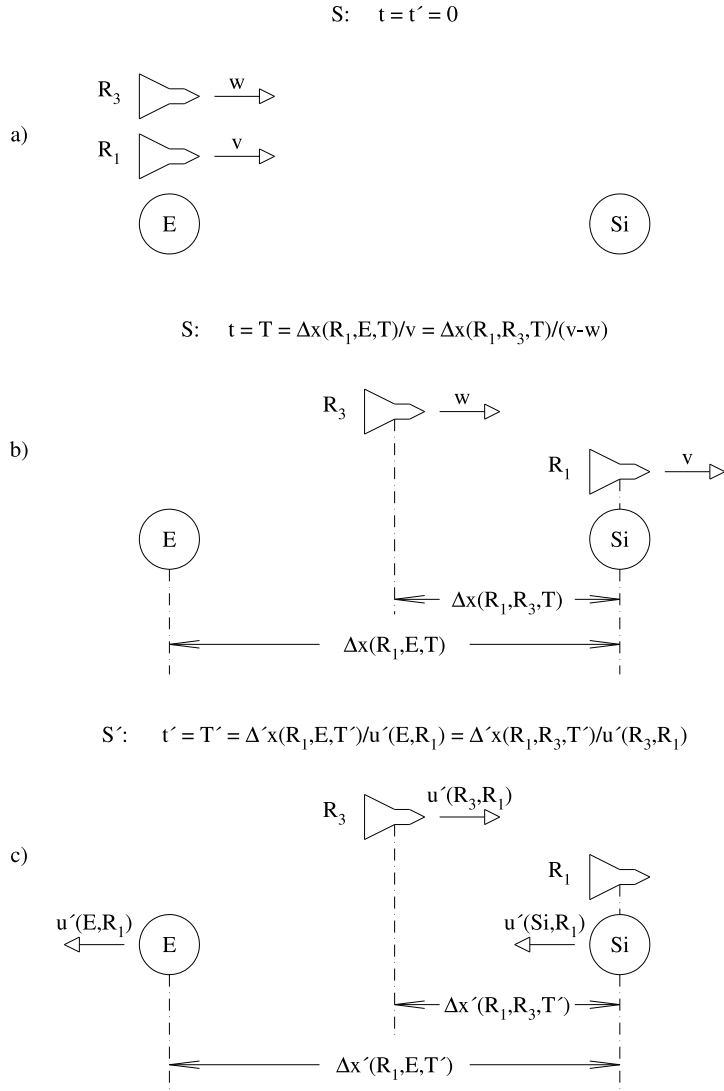 S: t = t´ = 0
R₃ w
a)
R₁ v
E Si
S: t = T = Δx(R₁,E,T)/v = Δx(R₁,R₃,T)/(v-w)
R₃ w
b)
R₁ v
E Si
Δx(R₁,R₃,T)
Δx(R₁,E,T)
S´: t´ = T´ = Δ´x(R₁,E,T´)/u´(E,R₁) = Δ´x(R₁,R₃,T´)/u´(R₃,R₁)
R₃ u´(R₃,R₁)
c)
R₁
u´(E,R₁) E u´(Si,R₁) Si
Δx´(R₁,R₃,T´)
Δx´(R₁,E,T´)